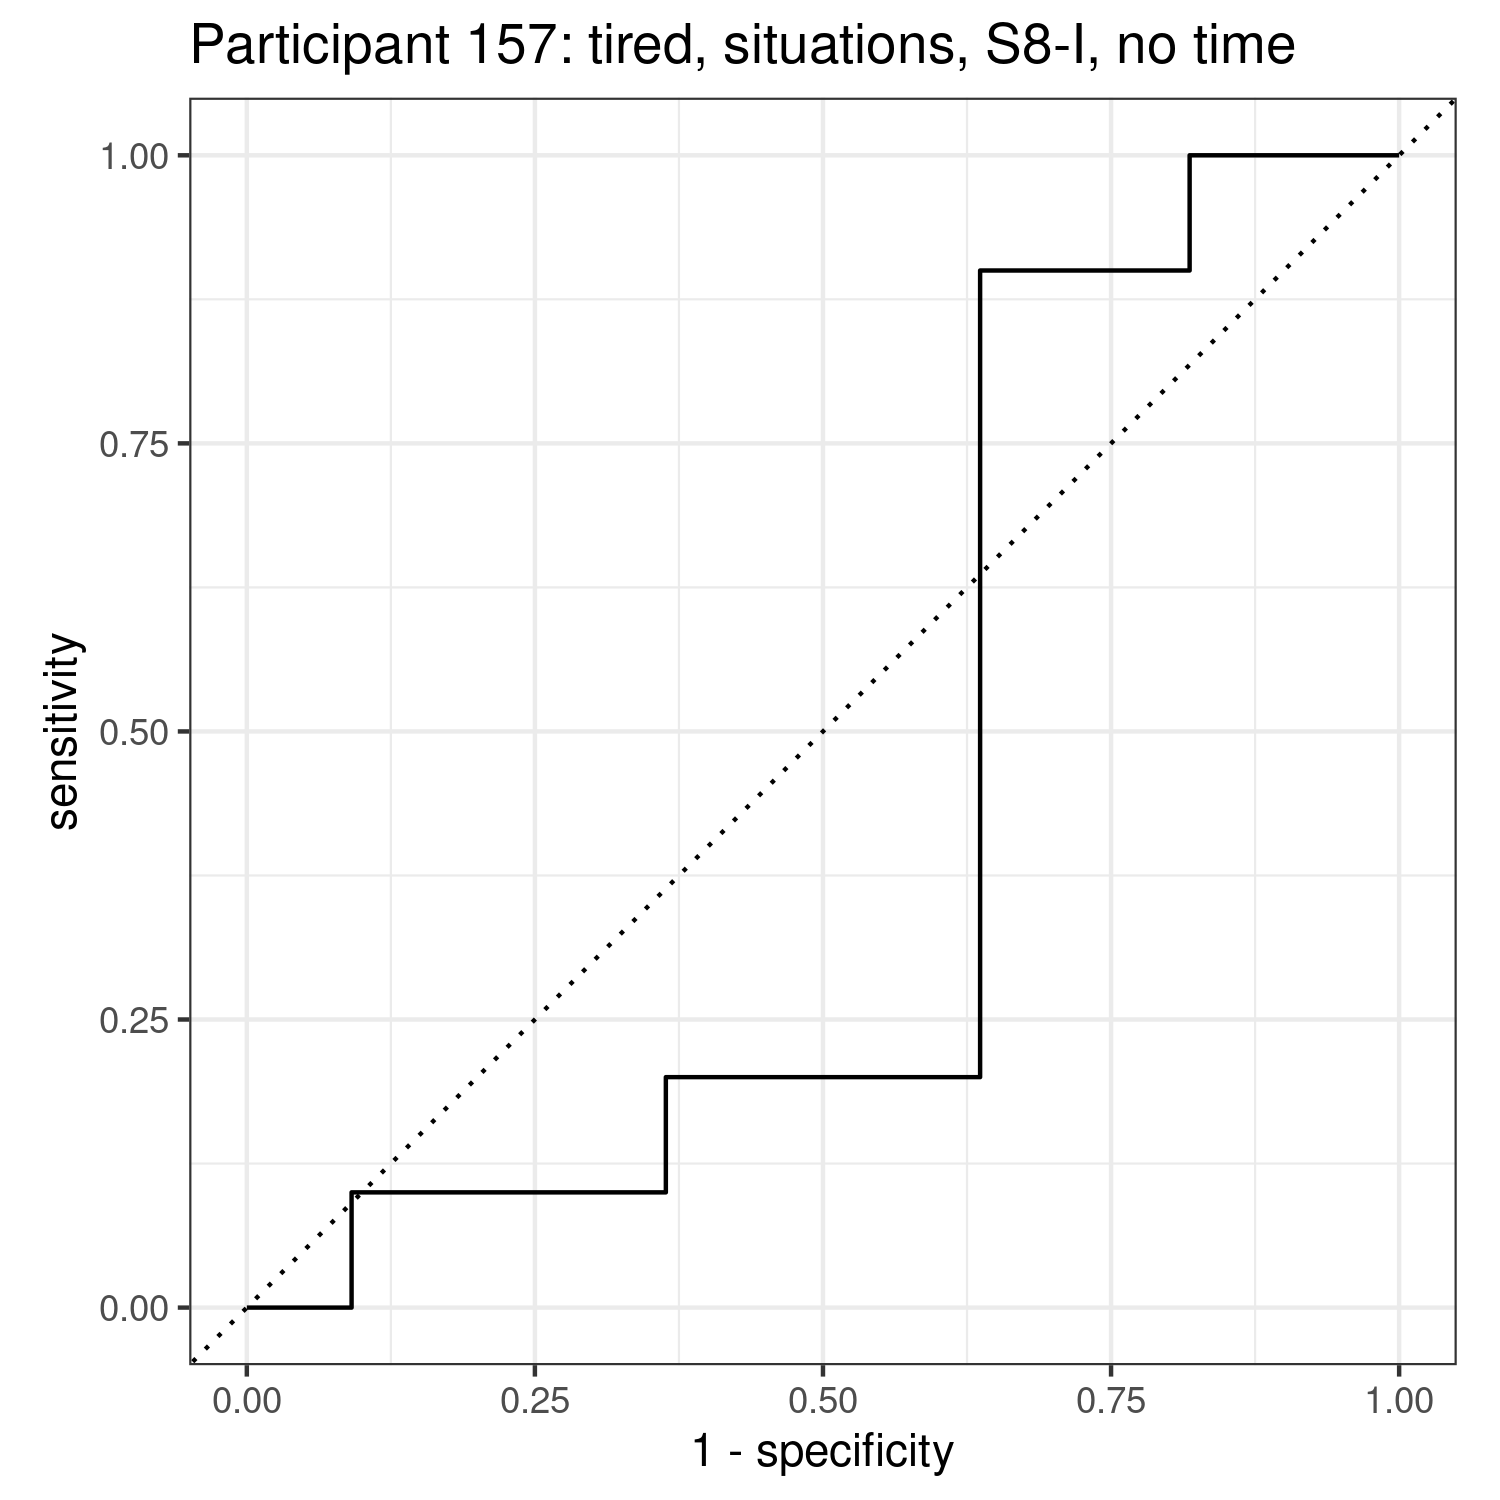 Participant 157: tired, situations, S8-I, no time
1.00
0.75
0.50
0.25
0.00
sensitivity
0.00 0.25 0.50 0.75 1.00
1 - specificity